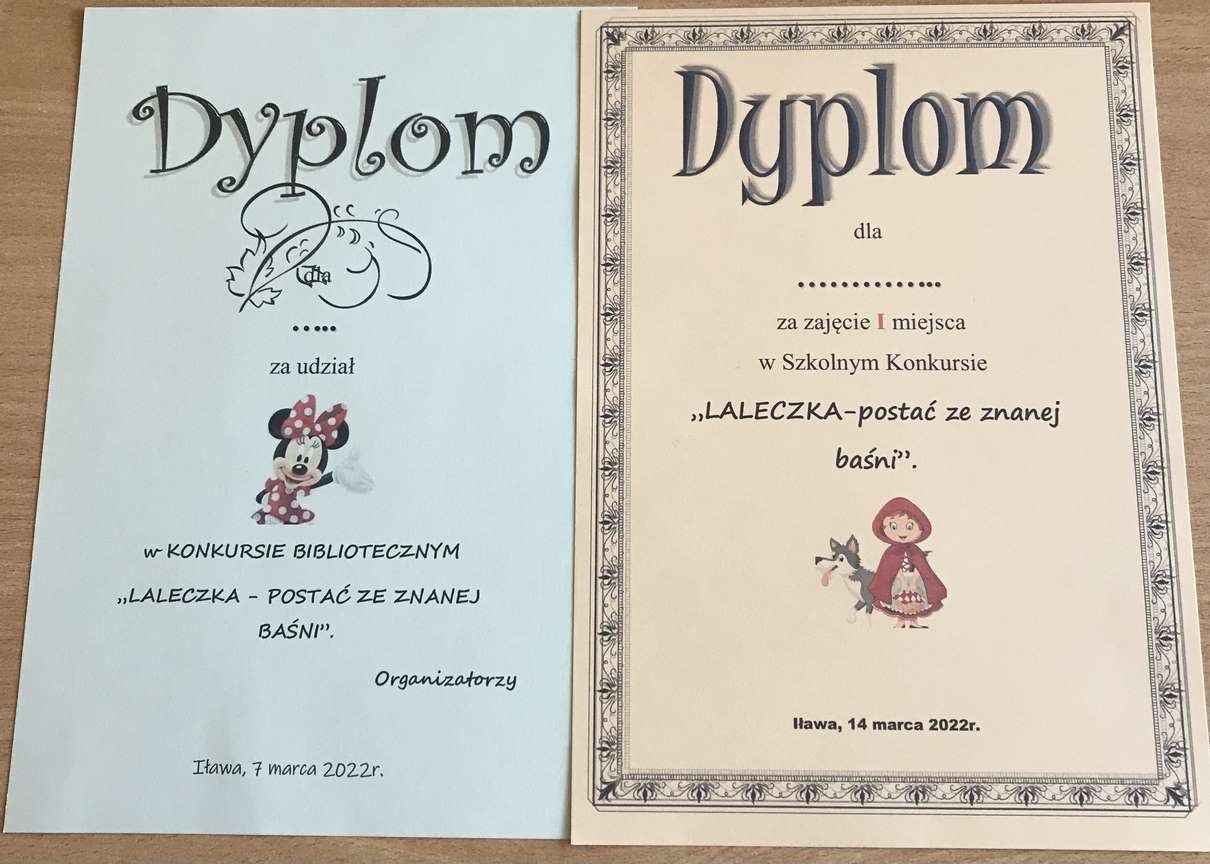 Dyplom
dla
.....
za udział
w KONKURSIE BIBLIOTECZNYM
„LALECZKA - POSTAĆ ZE ZNANEJ
BAŚNI”.
Organizatorzy
Iława, 7 marca 2022r.
Dyplom
dla
................
za zajęcie I miejsca
w Szkolnym Konkursie
„LALECZKA-postać ze znanej
baśni”.
Iława, 14 marca 2022r.